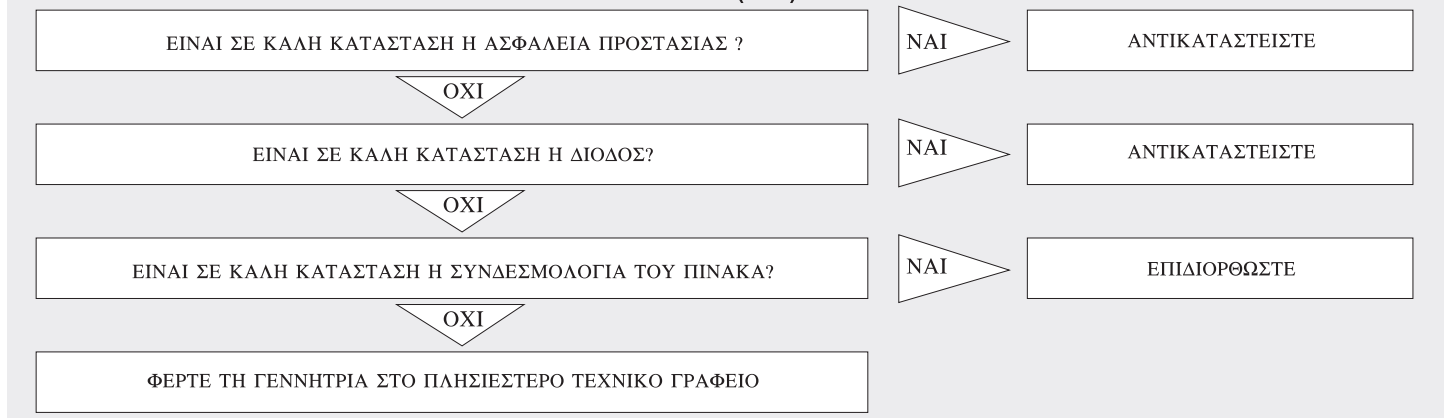 ΕΙΝΑΙ ΣΕ ΚΑΛΗ ΚΑΤΑΣΤΑΣΗ Η ΑΣΦΑΛΕΙΑ ΠΡΟΣΤΑΣΙΑΣ ?
ΝΑΙ
ΑΝΤΙΚΑΤΑΣΤΕΙΣΤΕ
ΟΧΙ
ΕΙΝΑΙ ΣΕ ΚΑΛΗ ΚΑΤΑΣΤΑΣΗ Η ΔΙΟΔΟΣ?
ΝΑΙ
ΑΝΤΙΚΑΤΑΣΤΕΙΣΤΕ
ΟΧΙ
ΕΙΝΑΙ ΣΕ ΚΑΛΗ ΚΑΤΑΣΤΑΣΗ Η ΣΥΝΔΕΣΜΟΛΟΓΙΑ ΤΟΥ ΠΙΝΑΚΑ?
ΝΑΙ
ΕΠΙΔΙΟΡΘΩΣΤΕ
ΟΧΙ
ΦΕΡΤΕ ΤΗ ΓΕΝΝΗΤΡΙΑ ΣΤΟ ΠΛΗΣΙΕΣΤΕΡΟ ΤΕΧΝΙΚΟ ΓΡΑΦΕΙΟ